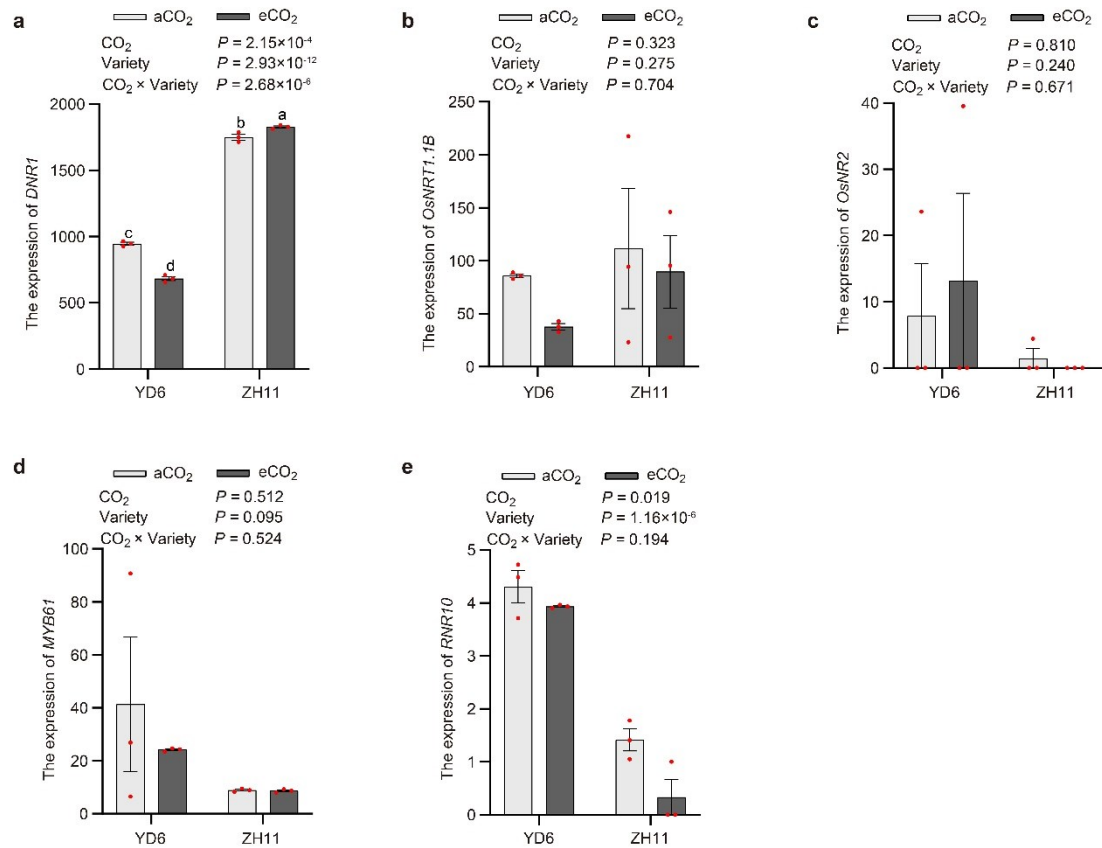 a
aCO₂ eCO₂
CO₂ P = 2.15×10⁻⁴
Variety P = 2.93×10⁻¹²
CO₂ × Variety P = 2.68×10⁻⁶
The expression of DNR1
2000
1500
1000
500
0
c
d
b
a
YD6 ZH11
b
aCO₂ eCO₂
CO₂ P = 0.323
Variety P = 0.275
CO₂ × Variety P = 0.704
The expression of OsNRT1.1B
250
200
150
100
50
0
YD6 ZH11
c
aCO₂ eCO₂
CO₂ P = 0.810
Variety P = 0.240
CO₂ × Variety P = 0.671
The expression of OsNR2
40
30
20
10
0
YD6 ZH11
d
aCO₂ eCO₂
CO₂ P = 0.512
Variety P = 0.095
CO₂ × Variety P = 0.524
The expression of MYB61
100
80
60
40
20
0
YD6 ZH11
e
aCO₂ eCO₂
CO₂ P = 0.019
Variety P = 1.16×10⁻⁶
CO₂ × Variety P = 0.194
The expression of RNR10
5
4
3
2
1
0
YD6 ZH11